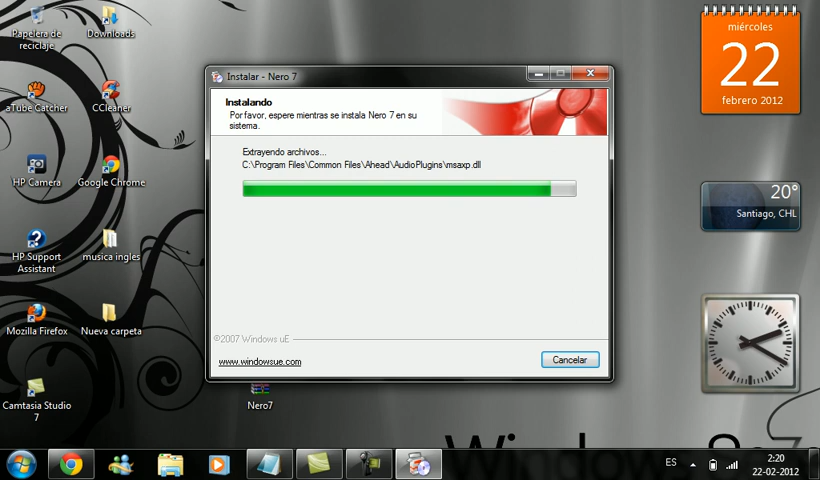 Papelera de
reciclaje
Downloads
aTube Catcher
CCleaner
HP Camera
Google Chrome
HP Support
Assistant
musica ingles
Mozilla Firefox
Nueva carpeta
Camtasia Studio
7
Nero7
Instalar - Nero 7
Instalando
Por favor, espere mientras se instala Nero 7 en su
sistema.
Extrayendo archivos...
C:\Program Files\Common Files\Ahead\AudioPlugins\msaxp.dll
©2007 Windows uE
www.windowsue.com
Cancelar
miércoles
22
febrero 2012
20°
Santiago, CHL
ES
2:20
22-02-2012